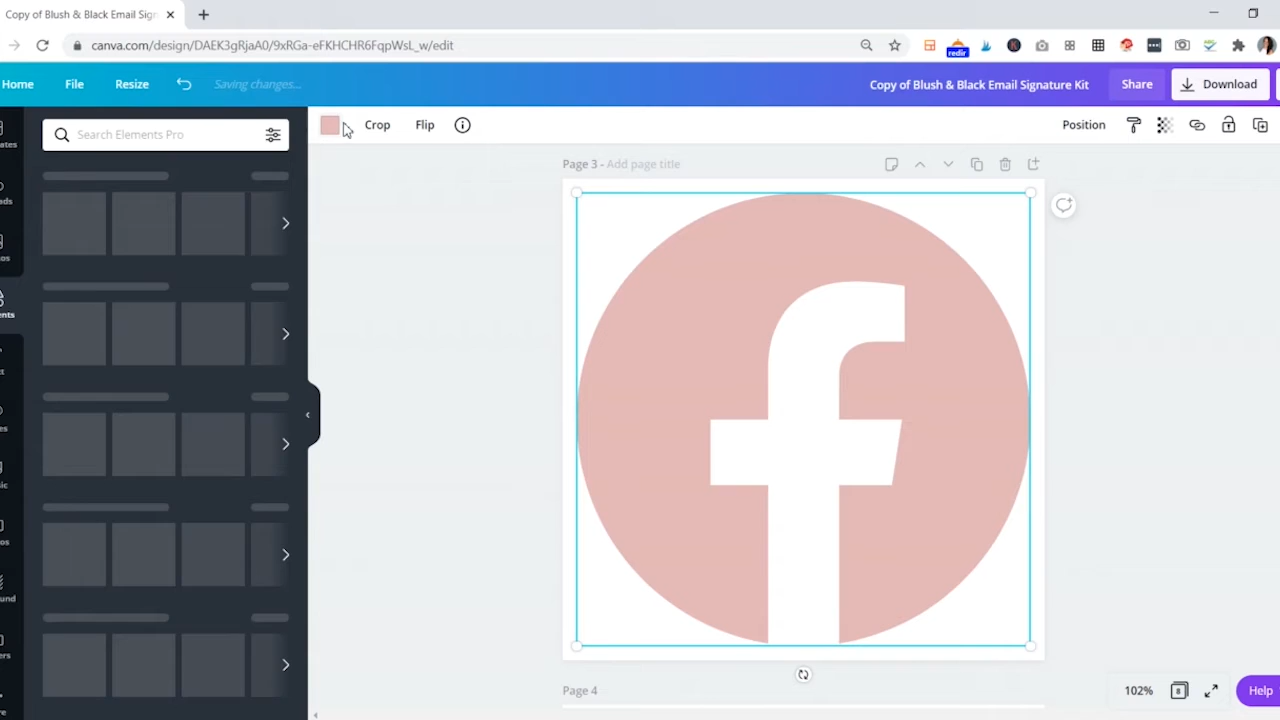 Copy of Blush & Black Email Sign
canva.com/design/DAEK3gRjaA0/9xRGa-eFKHCHR6FqpWsL_w/edit
redir
Home File Resize Saving changes... Copy of Blush & Black Email Signature Kit Share Download
Search Elements Pro
Crop Flip Position
Page 3 - Add page title
Page 4
102% 8 Help